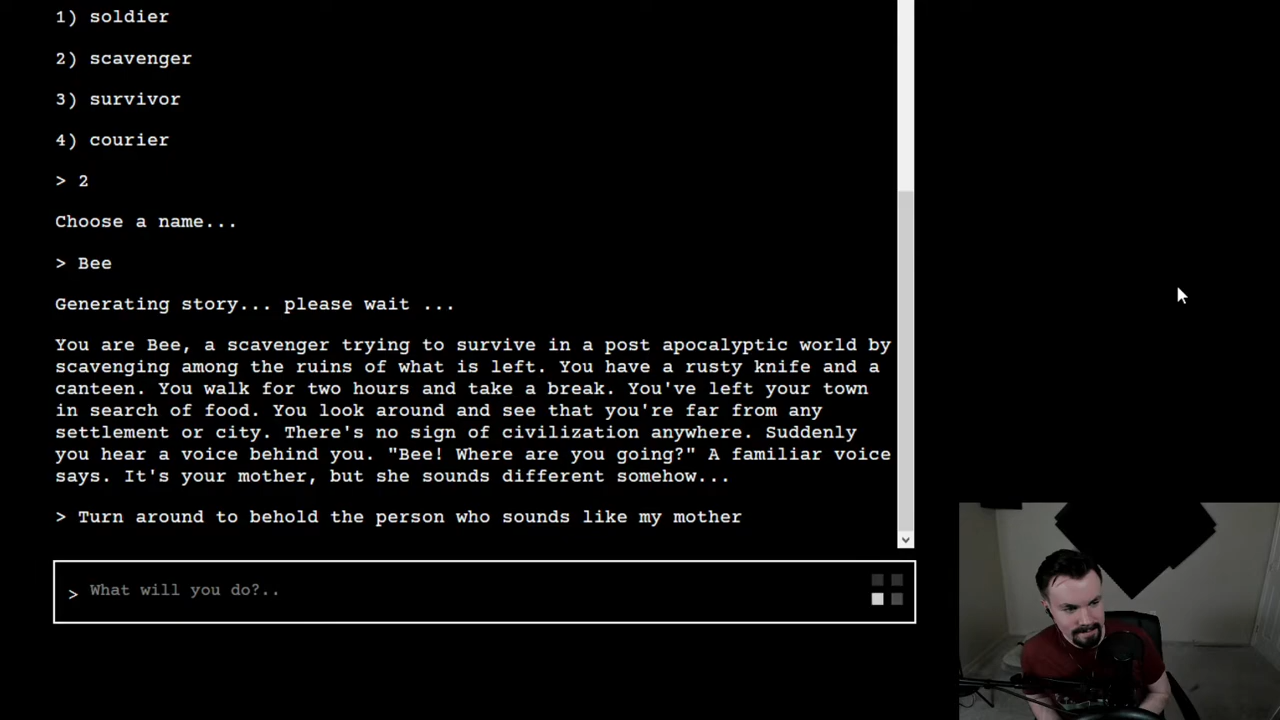 1) soldier
2) scavenger
3) survivor
4) courier
> 2
Choose a name...
> Bee
Generating story... please wait ...
You are Bee, a scavenger trying to survive in a post apocalyptic world by
scavenging among the ruins of what is left. You have a rusty knife and a
canteen. You walk for two hours and take a break. You've left your town
in search of food. You look around and see that you're far from any
settlement or city. There's no sign of civilization anywhere. Suddenly
you hear a voice behind you. "Bee! Where are you going?" A familiar voice
says. It's your mother, but she sounds different somehow...
> Turn around to behold the person who sounds like my mother
> What will you do?..